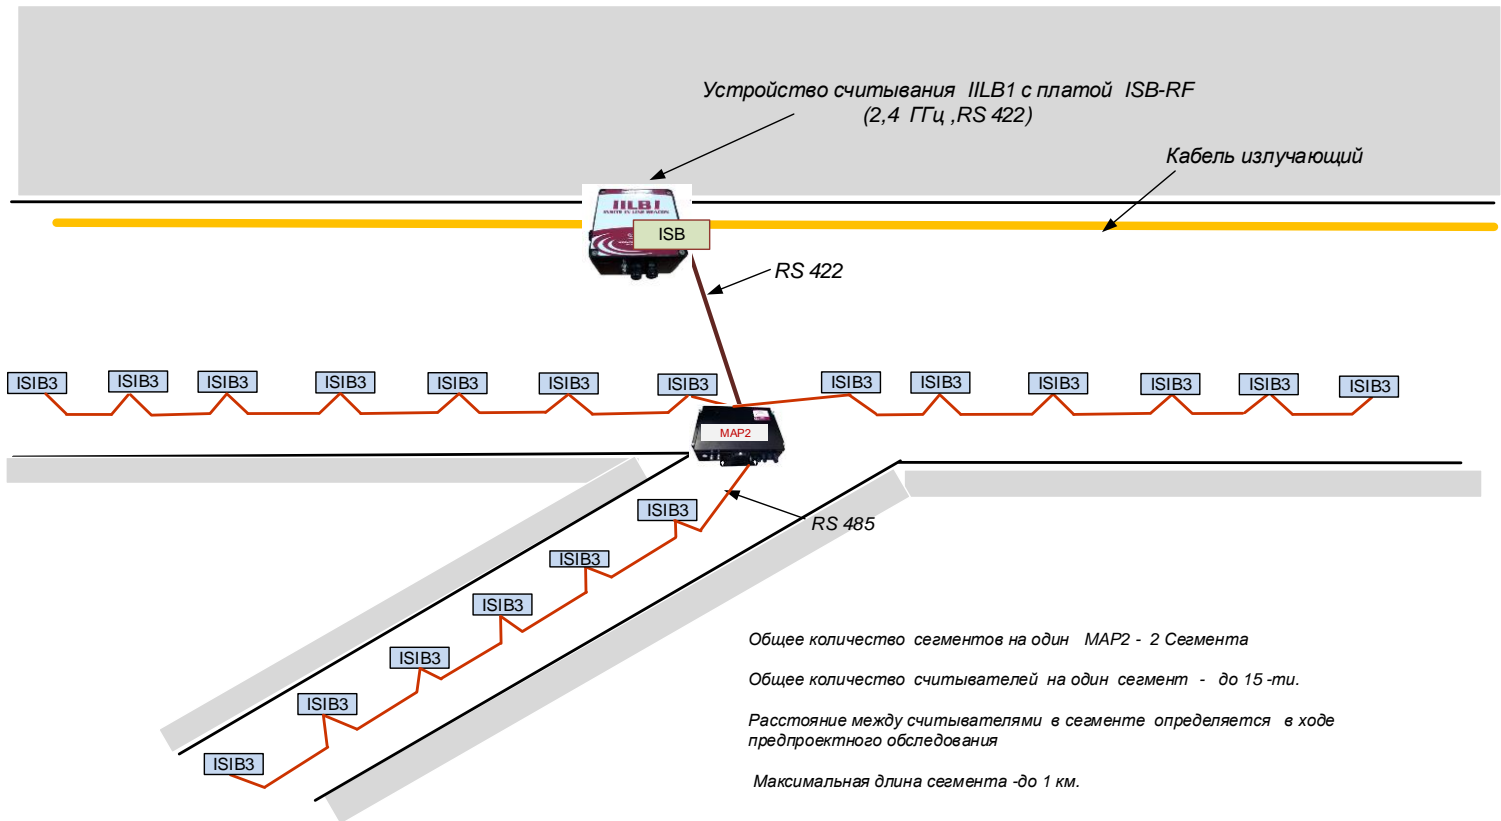 Устройство считывания IILB1 с платой ISB-RF
(2,4 ГГц ,RS 422)
Кабель излучающий
IILB1
ISB
RS 422
ISIB3
ISIB3
ISIB3
ISIB3
ISIB3
ISIB3
ISIB3
ISIB3
ISIB3
ISIB3
ISIB3
ISIB3
ISIB3
MAP2
ISIB3
RS 485
ISIB3
ISIB3
ISIB3
ISIB3
ISIB3
Общее количество сегментов на один MAP2 - 2 Сегмента
Общее количество считывателей на один сегмент - до 15 -ти.
Расстояние между считывателями в сегменте определяется в ходе
предпроектного обследования
Максимальная длина сегмента -до 1 км.